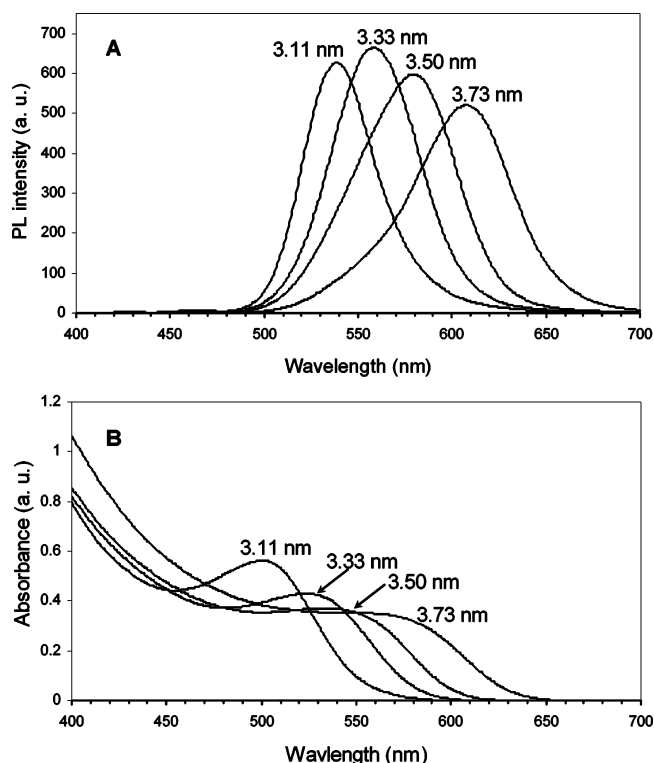 A
3.11 nm
3.33 nm
3.50 nm
3.73 nm
700
600
500
400
300
200
100
0
PL intensity (a. u.)
400 450 500 550 600 650 700
Wavelength (nm)
B
3.11 nm
3.33 nm
3.50 nm
3.73 nm
1.2
1
0.8
0.6
0.4
0.2
0
Absorbance (a. u.)
400 450 500 550 600 650 700
Wavlength (nm)